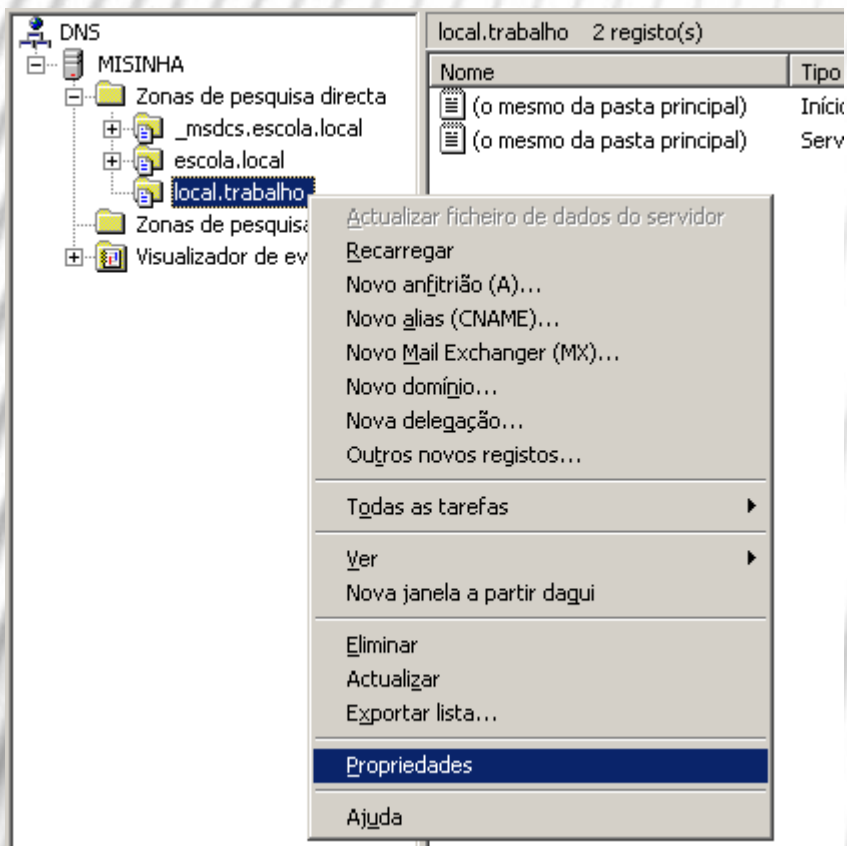 DNS
MISINHA
Zonas de pesquisa directa
_msdcs.escola.local
escola.local
local.trabalho
Zonas de pesquisa
Visualizador de ev
local.trabalho 2 registo(s)
Nome Tipo
(o mesmo da pasta principal) Iníci
(o mesmo da pasta principal) Serv
Actualizar ficheiro de dados do servidor
Recarregar
Novo anfitrião (A)...
Novo alias (CNAME)...
Novo Mail Exchanger (MX)...
Novo domínio...
Nova delegação...
Outros novos registos...
Todas as tarefas
Ver
Nova janela a partir daqui
Eliminar
Actualizar
Exportar lista...
Propriedades
Ajuda